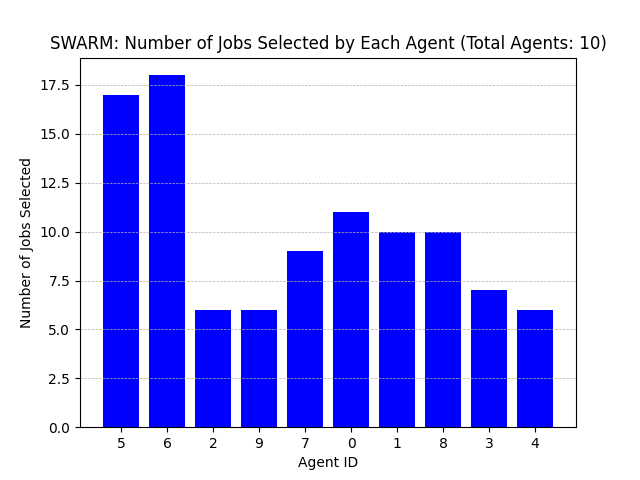 SWARM: Number of Jobs Selected by Each Agent (Total Agents: 10)
17.5
15.0
12.5
10.0
7.5
5.0
2.5
0.0
Number of Jobs Selected
5 6 2 9 7 0 1 8 3 4
Agent ID